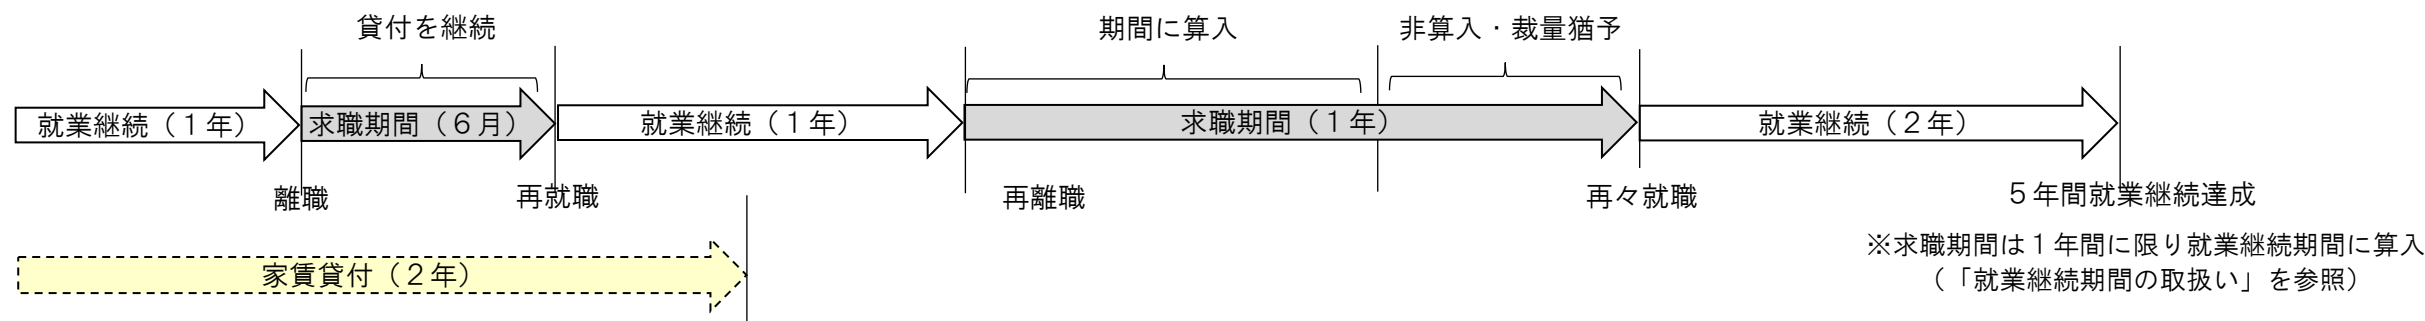 貸付を継続
期間に算入
非算入・裁量猶予
就業継続（１年）
求職期間（６月）
就業継続（１年）
求職期間（１年）
就業継続（２年）
離職
再就職
再離職
再々就職
５年間就業継続達成
※求職期間は１年間に限り就業継続期間に算入
（「就業継続期間の取扱い」を参照）
家賃貸付（２年）